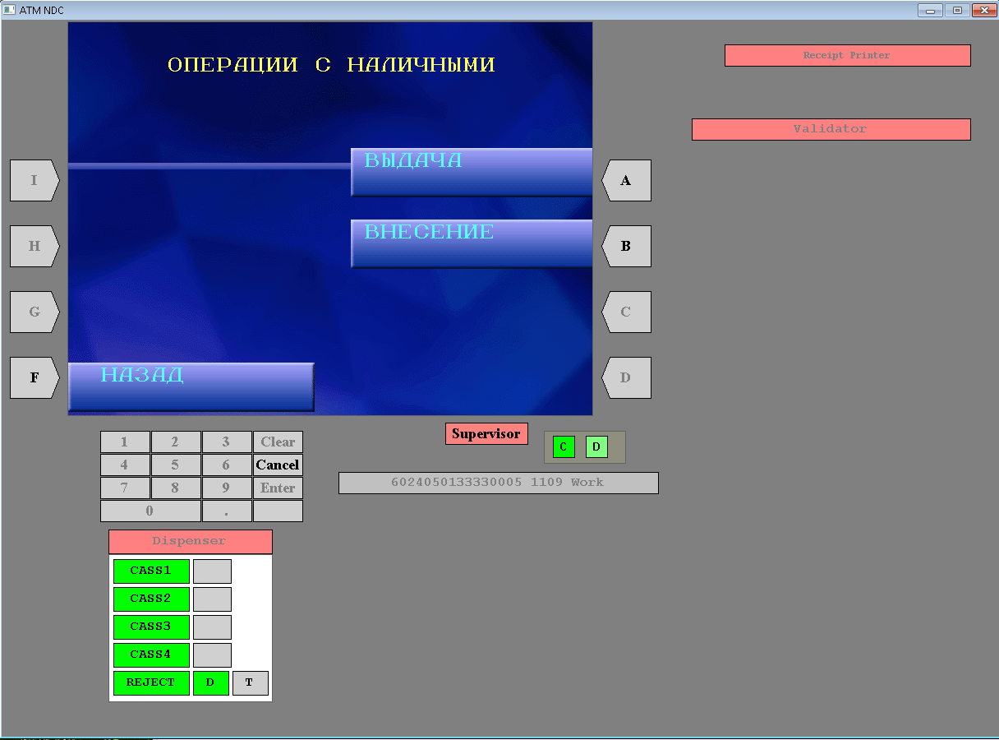 ATM NDC
ОПЕРАЦИИ С НАЛИЧНЫМИ
Receipt Printer
Validator
ВЫДАЧА
I
A
ВНЕСЕНИЕ
H
B
G
C
НАЗАД
F
D
Supervisor
1 2 3 Clear
C D
4 5 6 Cancel
6024050133330005 1109 Work
7 8 9 Enter
0 .
Dispenser
CASS1
CASS2
CASS3
CASS4
REJECT D T